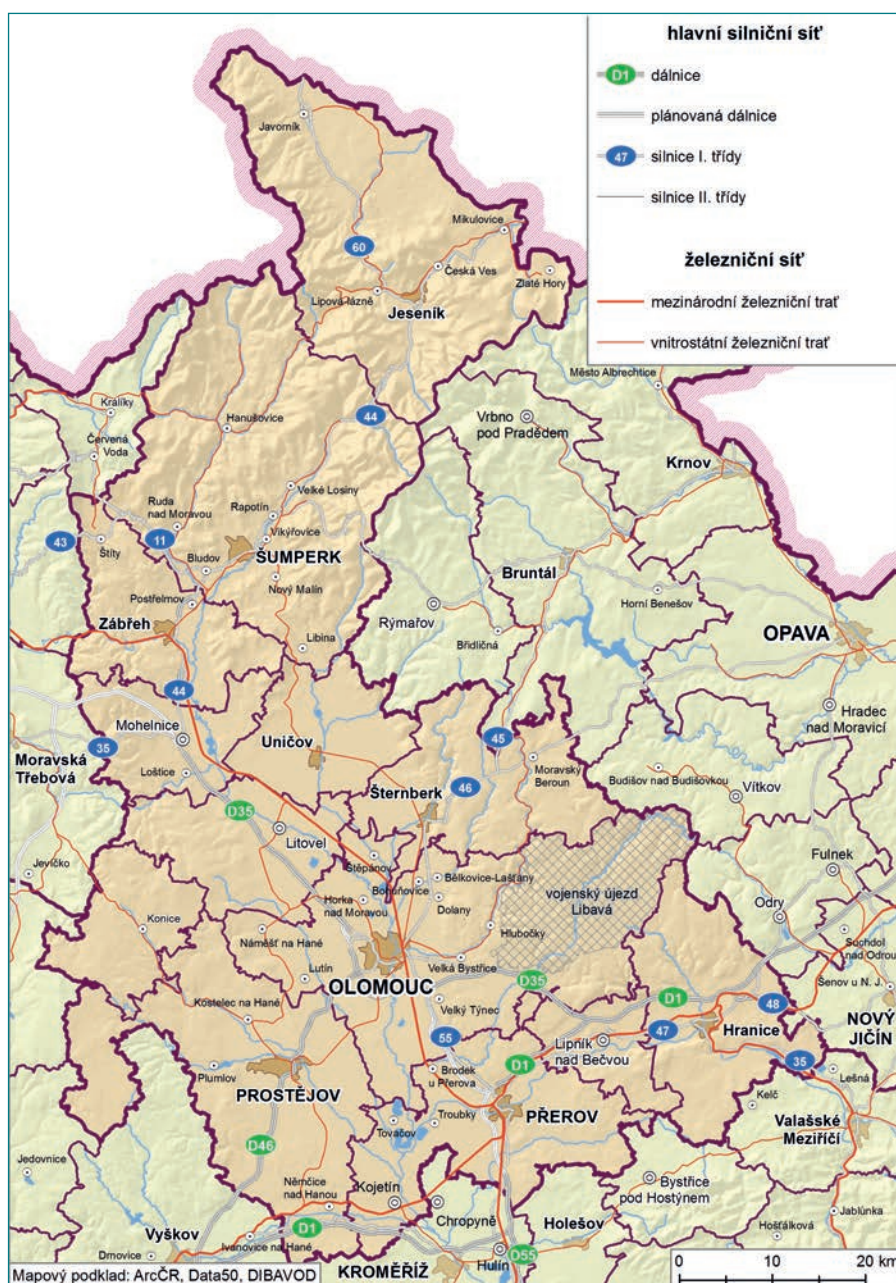 hlavní silniční síť
D1 dálnice
plánovaná dálnice
47 silnice I. třídy
silnice II. třídy
železniční síť
mezinárodní železniční trať
vnitrostátní železniční trať
Javorník
Mikulovice
60
Česká Ves
Zlaté Hory
Lipová-lázně
Jeseník
Město Albrechtice
Králíky
44
Hanušovice
Vrbno
pod Pradědem
Červená
Voda
Krnov
Velké Losiny
Ruda
nad Moravou
Rapotín
43
11
Vikýřovice
Štíty
ŠUMPERK
Bludov
Bruntál
Nový Malín
Horní Benešov
Postřelmov
Rýmařov
Zábřeh
OPAVA
Břidličná
Libina
44
Hradec
nad Moravicí
Mohelnice
35
45
Uničov
Moravská
Třebová
Moravský
Beroun
Loštice
46
Budišov nad Budišovkou
Vítkov
Šternberk
D35
Litovel
Štěpánov
Jevíčko
Fulnek
Bohuňovice
Bělkovice-Lašťany
vojenský újezd
Libavá
Horka
nad Moravou
Dolany
Odry
Konice
Hlubočky
Náměšť na Hané
Suchdol
nad Odrou
Lutín
Velká Bystřice
Šenov u N. J.
OLOMOUC
D35
Kostelec na Hané
Velký Týnec
D1
48
NOVÝ
JIČÍN
55
47
Hranice
Lipník
nad Bečvou
D1
35
Plumlov
Brodek
u Přerova
Lešná
PROSTĚJOV
Kelč
Troubky
PŘEROV
Valašské
Meziříčí
Tovačov
D46
Jedovnice
Němčice
nad Hanou
Kojetín
Bystřice
pod Hostýnem
Chropyně
Holešov
Jablůnka
Vyškov
D1
Hošťálková
Drnovice
Ivanovice na Hané
Hulín
D55
KROMĚŘÍŽ
0 10 20 km
Mapový podklad: ArcČR, Data50, DIBAVOD